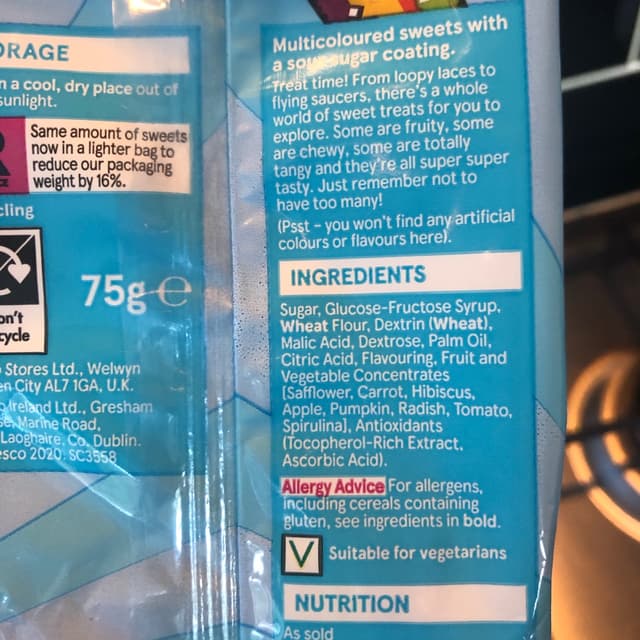 ORAGE
n a cool, dry place out of
sunlight.
Same amount of sweets
now in a lighter bag to
reduce our packaging
weight by 16%.
cling
on't
cycle
75g e
Stores Ltd., Welwyn
en City AL7 1GA, U.K.
Ireland Ltd., Gresham
se, Marine Road,
Laoghaire, Co. Dublin.
esco 2020. SC3558
Multicoloured sweets with
a sour sugar coating.
Treat time! From loopy laces to
flying saucers, there's a whole
world of sweet treats for you to
explore. Some are fruity, some
are chewy, some are totally
tangy and they're all super super
tasty. Just remember not to
have too many!
(Psst – you won't find any artificial
colours or flavours here).
INGREDIENTS
Sugar, Glucose-Fructose Syrup,
Wheat Flour, Dextrin (Wheat),
Malic Acid, Dextrose, Palm Oil,
Citric Acid, Flavouring, Fruit and
Vegetable Concentrates
[Safflower, Carrot, Hibiscus,
Apple, Pumpkin, Radish, Tomato,
Spirulina], Antioxidants
(Tocopherol-Rich Extract,
Ascorbic Acid).
Allergy Advice For allergens,
including cereals containing
gluten, see ingredients in bold.
V Suitable for vegetarians
NUTRITION
As sold